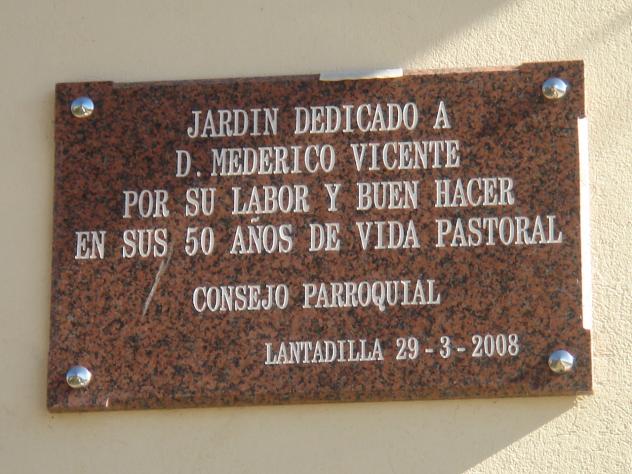 JARDIN DEDICADO A
D. MEDERICO VICENTE
POR SU LABOR Y BUEN HACER
EN SUS 50 AÑOS DE VIDA PASTORAL
CONSEJO PARROQUIAL
LANTADILLA 29-3-2008